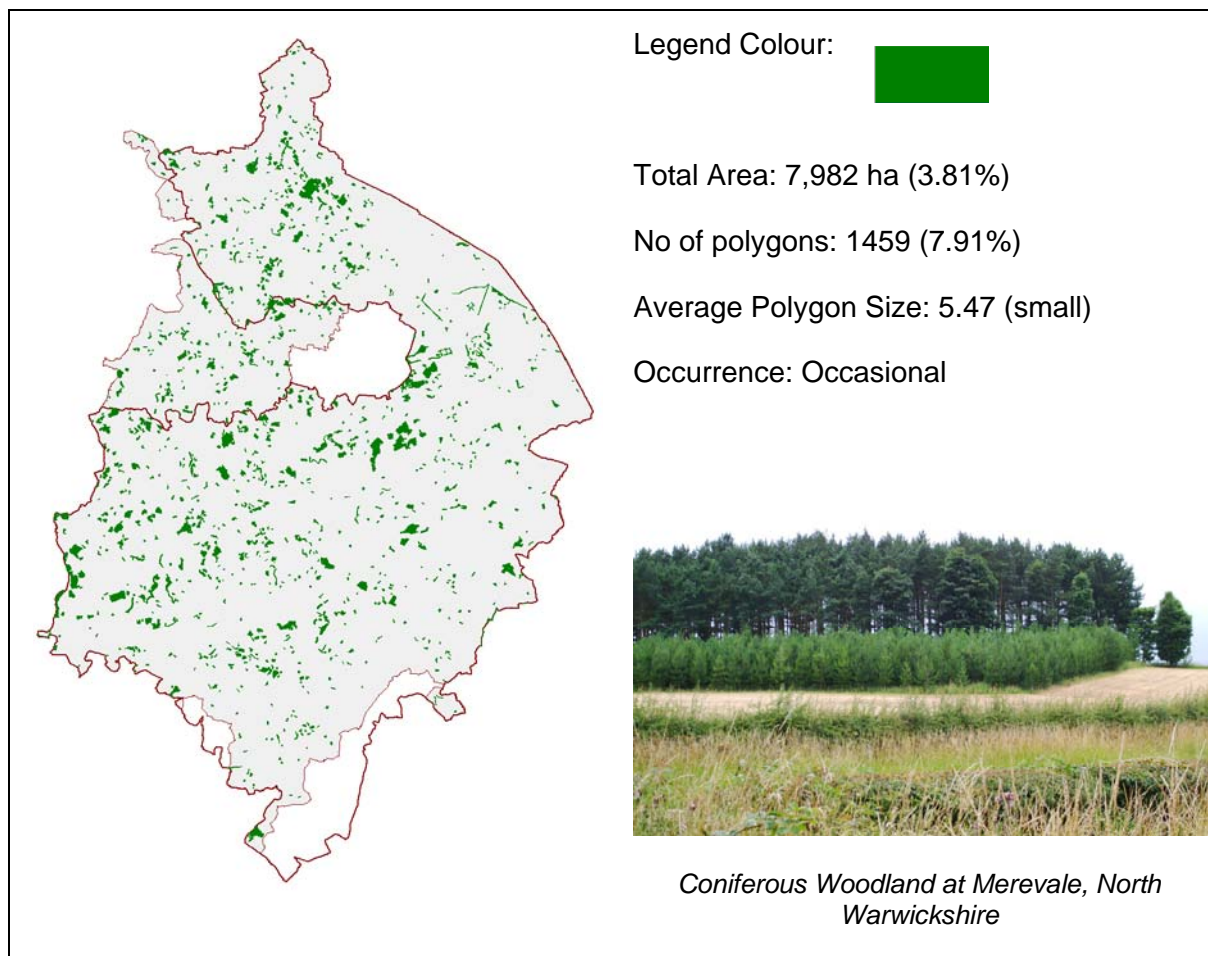 Legend Colour:
Total Area: 7,982 ha (3.81%)
No of polygons: 1459 (7.91%)
Average Polygon Size: 5.47 (small)
Occurrence: Occasional
Coniferous Woodland at Merevale, North
Warwickshire